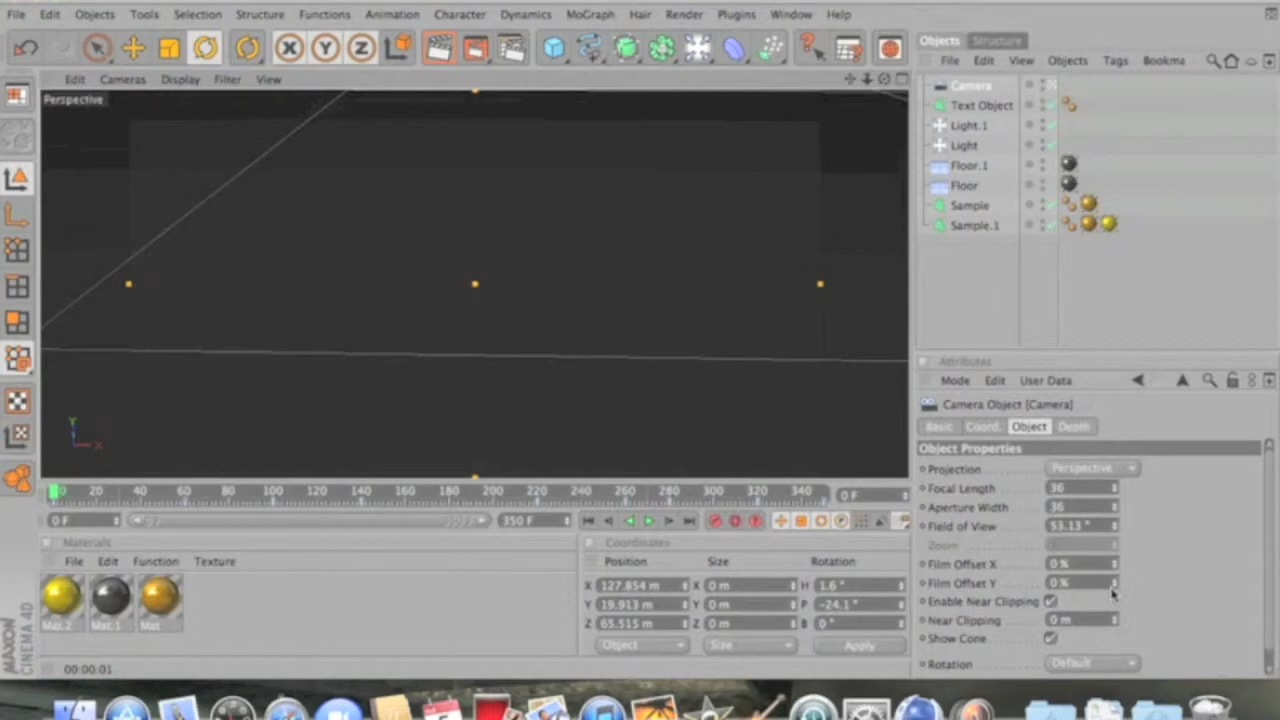 File Edit Objects Tools Selection Structure Functions Animation Character Dynamics MoGraph Hair Render Plugins Window Help
Objects Structure
File Edit View Objects Tags Bookma
Edit Cameras Display Filter View
Perspective
Camera
Text Object
Light.1
Light
Floor.1
Floor
Sample
Sample.1
Attributes
Mode Edit User Data
Camera Object [Camera]
Basic Coord. Object Depth
Object Properties
Projection Perspective
Focal Length 36
Aperture Width 36
Field of View 53.13 °
Zoom
Film Offset X 0 %
Film Offset Y 0 %
Enable Near Clipping
Near Clipping 0 m
Show Cone
Rotation Default
Y
X
0 20 40 60 80 100 120 140 160 180 200 220 240 260 280 300 320 340 0 F
0 F 350 F
Materials
File Edit Function Texture
Mat.2 Mat.1 Mat
Coordinates
Position Size Rotation
X 127.854 m X 0 m H 1.6 °
Y 19.913 m Y 0 m P -24.1 °
Z 65.515 m Z 0 m B 0 °
Object Size Apply
MAXON
CINEMA 4D
00:00.01